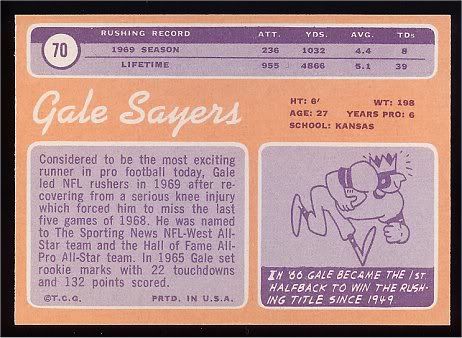 70
RUSHING RECORD ATT. YDS. AVG. TDs
1969 SEASON 236 1032 4.4 8
LIFETIME 955 4866 5.1 39
Gale Sayers
HT: 6' WT: 198
AGE: 27 YEARS PRO: 6
SCHOOL: KANSAS
Considered to be the most exciting
runner in pro football today, Gale
led NFL rushers in 1969 after re-
covering from a serious knee injury
which forced him to miss the last
five games of 1968. He was named
to The Sporting News NFL-West All-
Star team and the Hall of Fame All-
Pro All-Star team. In 1965 Gale set
rookie marks with 22 touchdowns
and 132 points scored.
©T.C.G. PRTD. IN U.S.A.
IN '66 GALE BECAME THE 1ST.
HALFBACK TO WIN THE RUSH-
ING TITLE SINCE 1949.